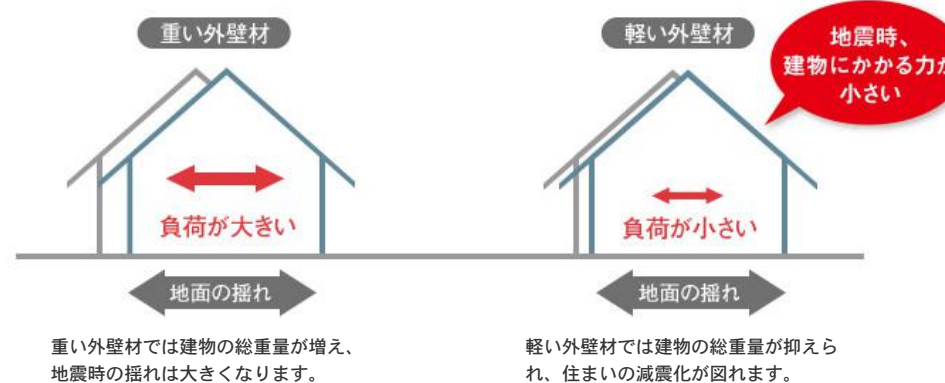 重い外壁材
負荷が大きい
地面の揺れ
重い外壁材では建物の総重量が増え、
地震時の揺れは大きくなります。
軽い外壁材
地震時、
建物にかかる力が
小さい
負荷が小さい
地面の揺れ
軽い外壁材では建物の総重量が抑えら
れ、住まいの減震化が図れます。